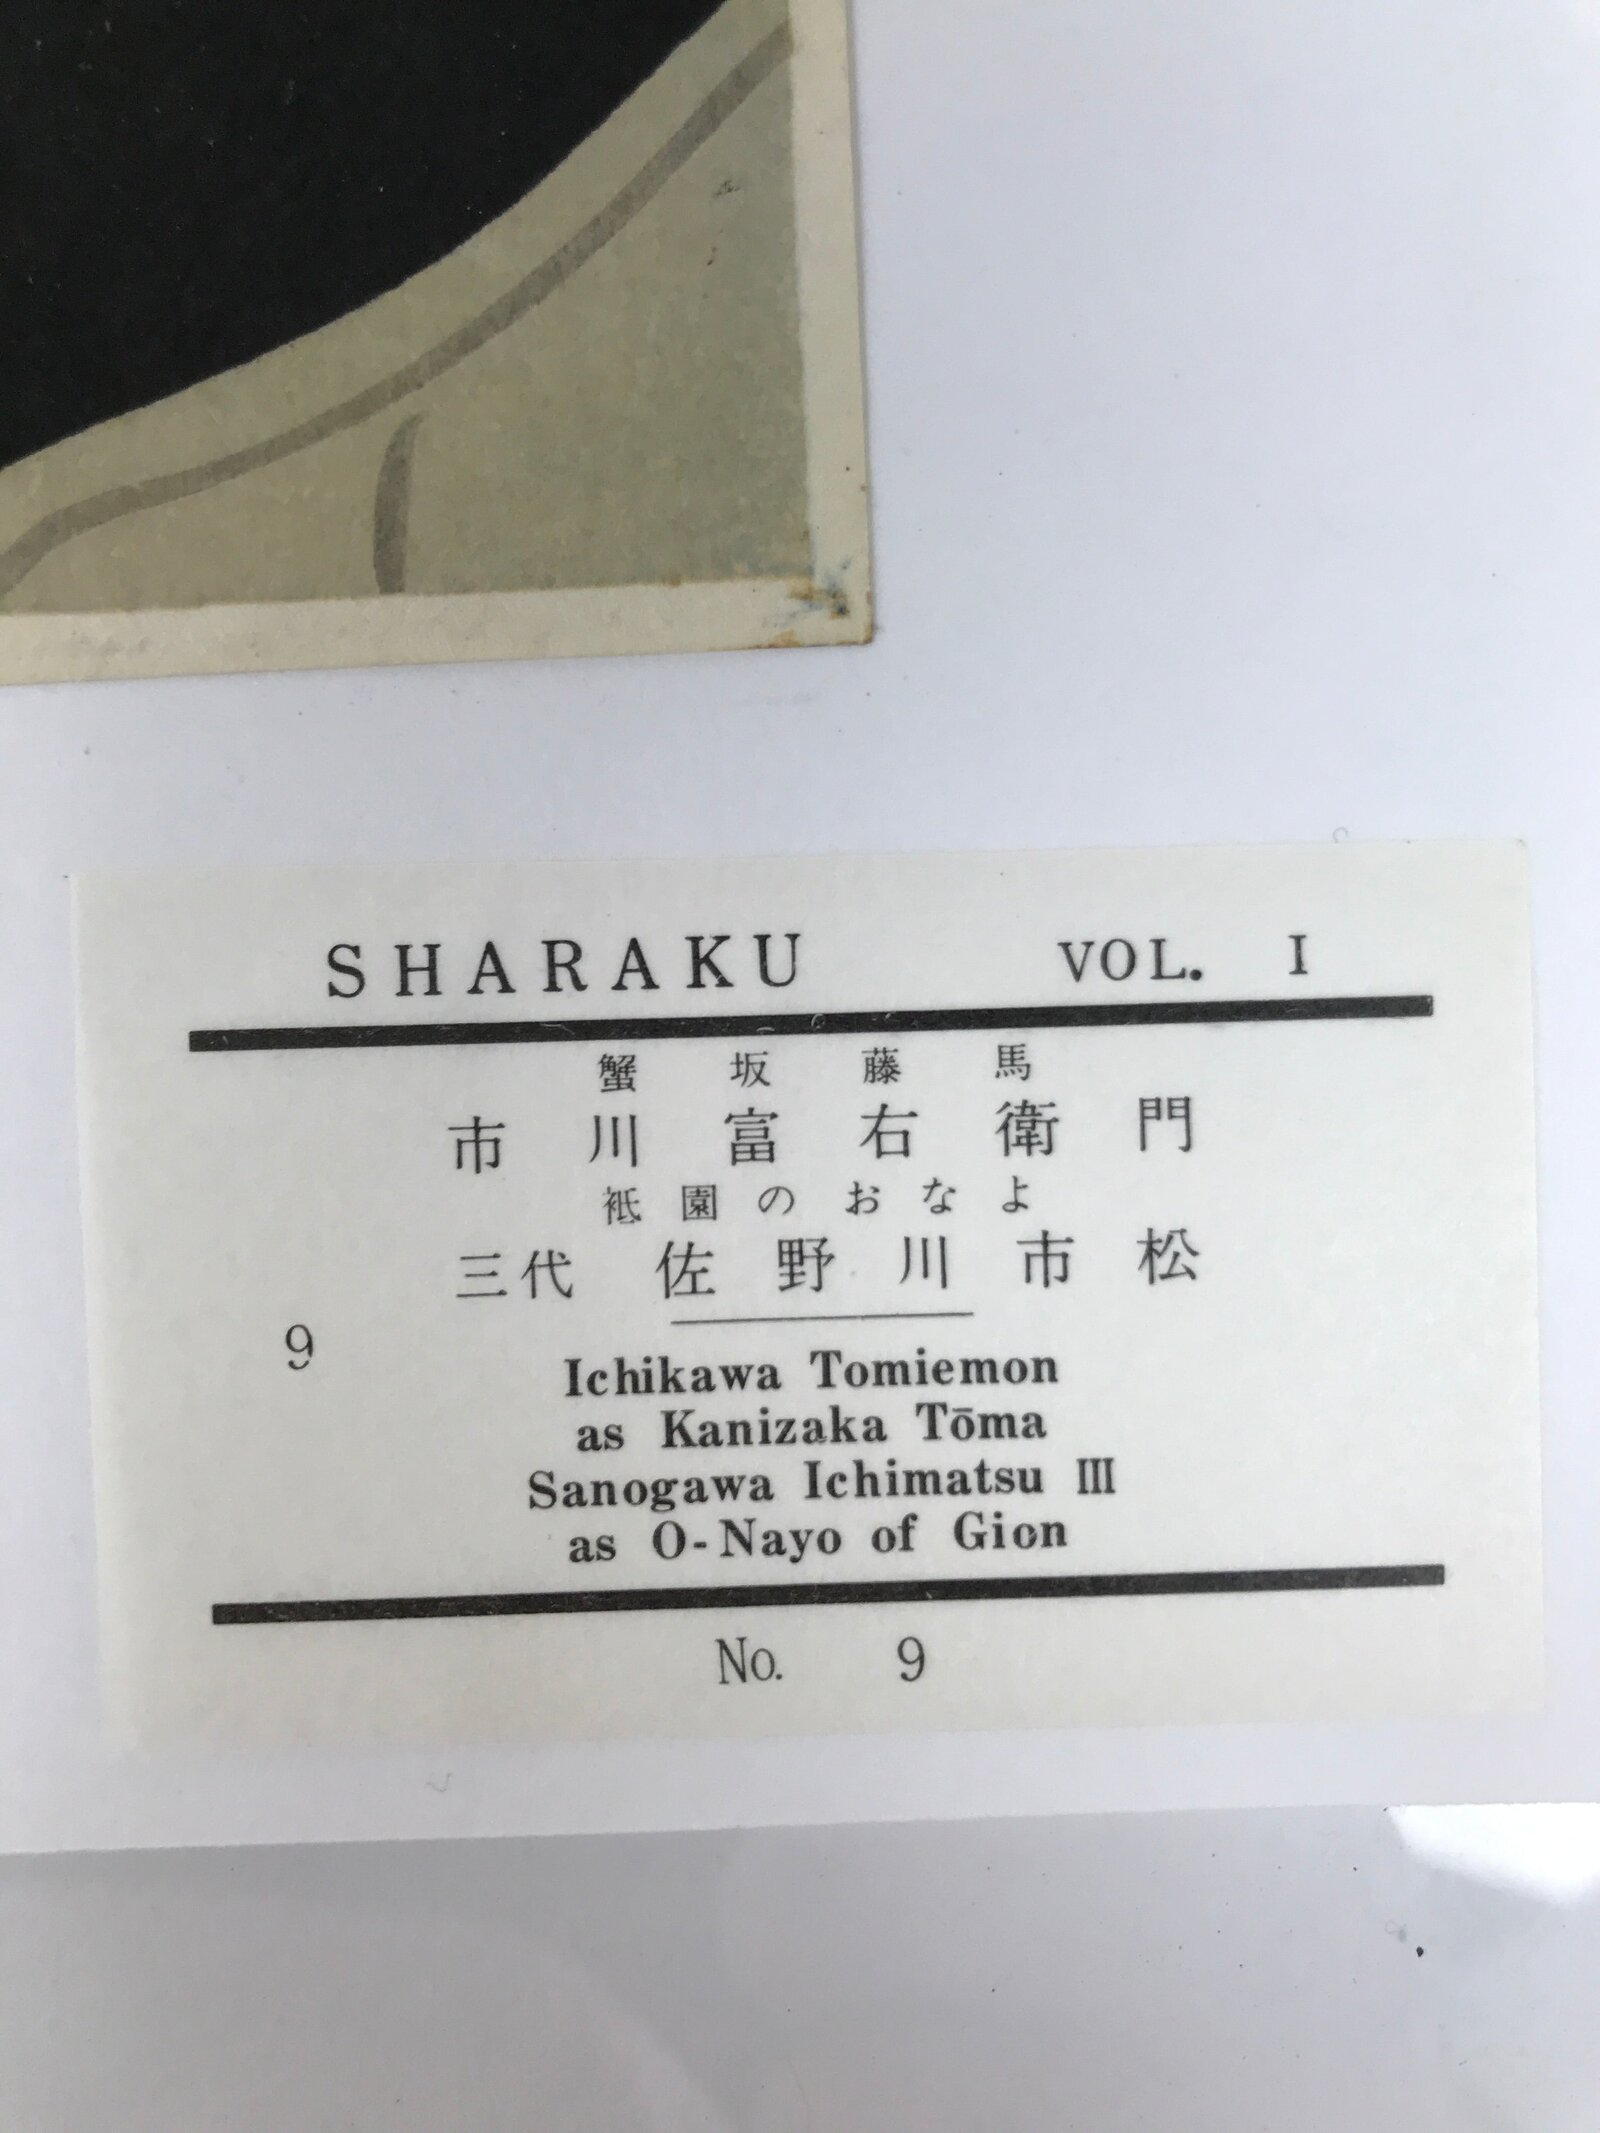 SHARAKU VOL. I
蟹坂藤馬
市川富右衛門
祗園のおなよ
三代 佐野川市松
9
Ichikawa Tomiemon
as Kanizaka Tōma
Sanogawa Ichimatsu III
as O-Nayo of Gion
No. 9